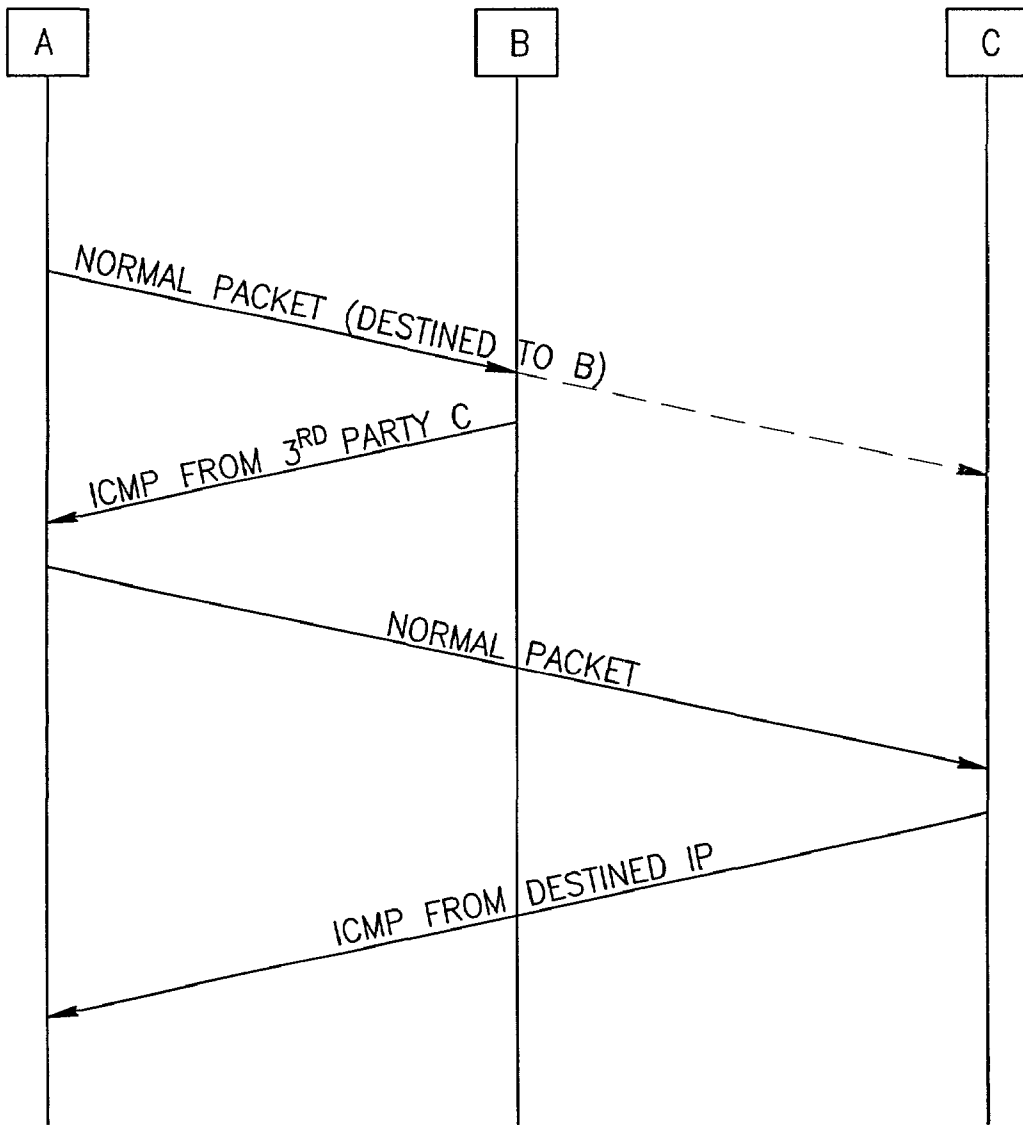 A
B
C
NORMAL PACKET (DESTINED TO B)
ICMP FROM 3RD PARTY C
NORMAL PACKET
ICMP FROM DESTINED IP